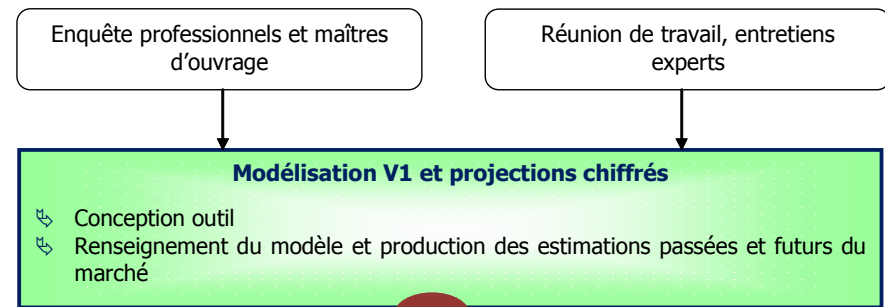 Enquête professionnels et maîtres
d’ouvrage
Réunion de travail, entretiens
experts
Modélisation V1 et projections chiffrés
Conception outil
Renseignement du modèle et production des estimations passées et futurs du
marché